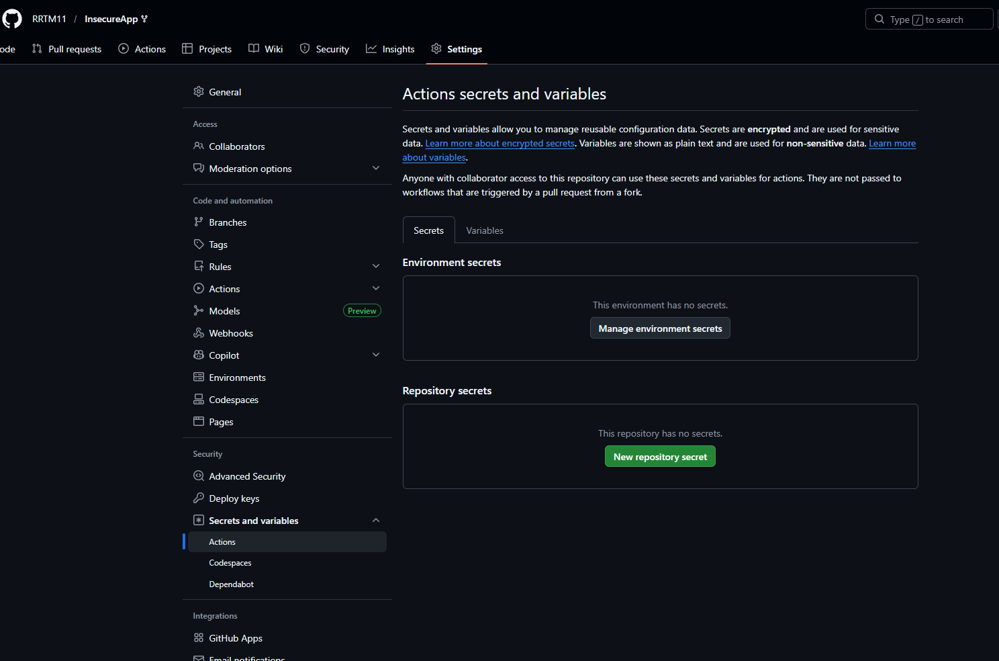 RRTM11 / InsecureApp
Type / to search
ode
Pull requests
Actions
Projects
Wiki
Security
Insights
Settings
General
Access
Collaborators
Moderation options
Code and automation
Branches
Tags
Rules
Actions
Models
Preview
Webhooks
Copilot
Environments
Codespaces
Pages
Security
Advanced Security
Deploy keys
Secrets and variables
Actions
Codespaces
Dependabot
Integrations
GitHub Apps
Email notifications
Actions secrets and variables
Secrets and variables allow you to manage reusable configuration data. Secrets are encrypted and are used for sensitive
data. Learn more about encrypted secrets. Variables are shown as plain text and are used for non-sensitive data. Learn more
about variables.
Anyone with collaborator access to this repository can use these secrets and variables for actions. They are not passed to
workflows that are triggered by a pull request from a fork.
Secrets
Variables
Environment secrets
This environment has no secrets.
Manage environment secrets
Repository secrets
This repository has no secrets.
New repository secret